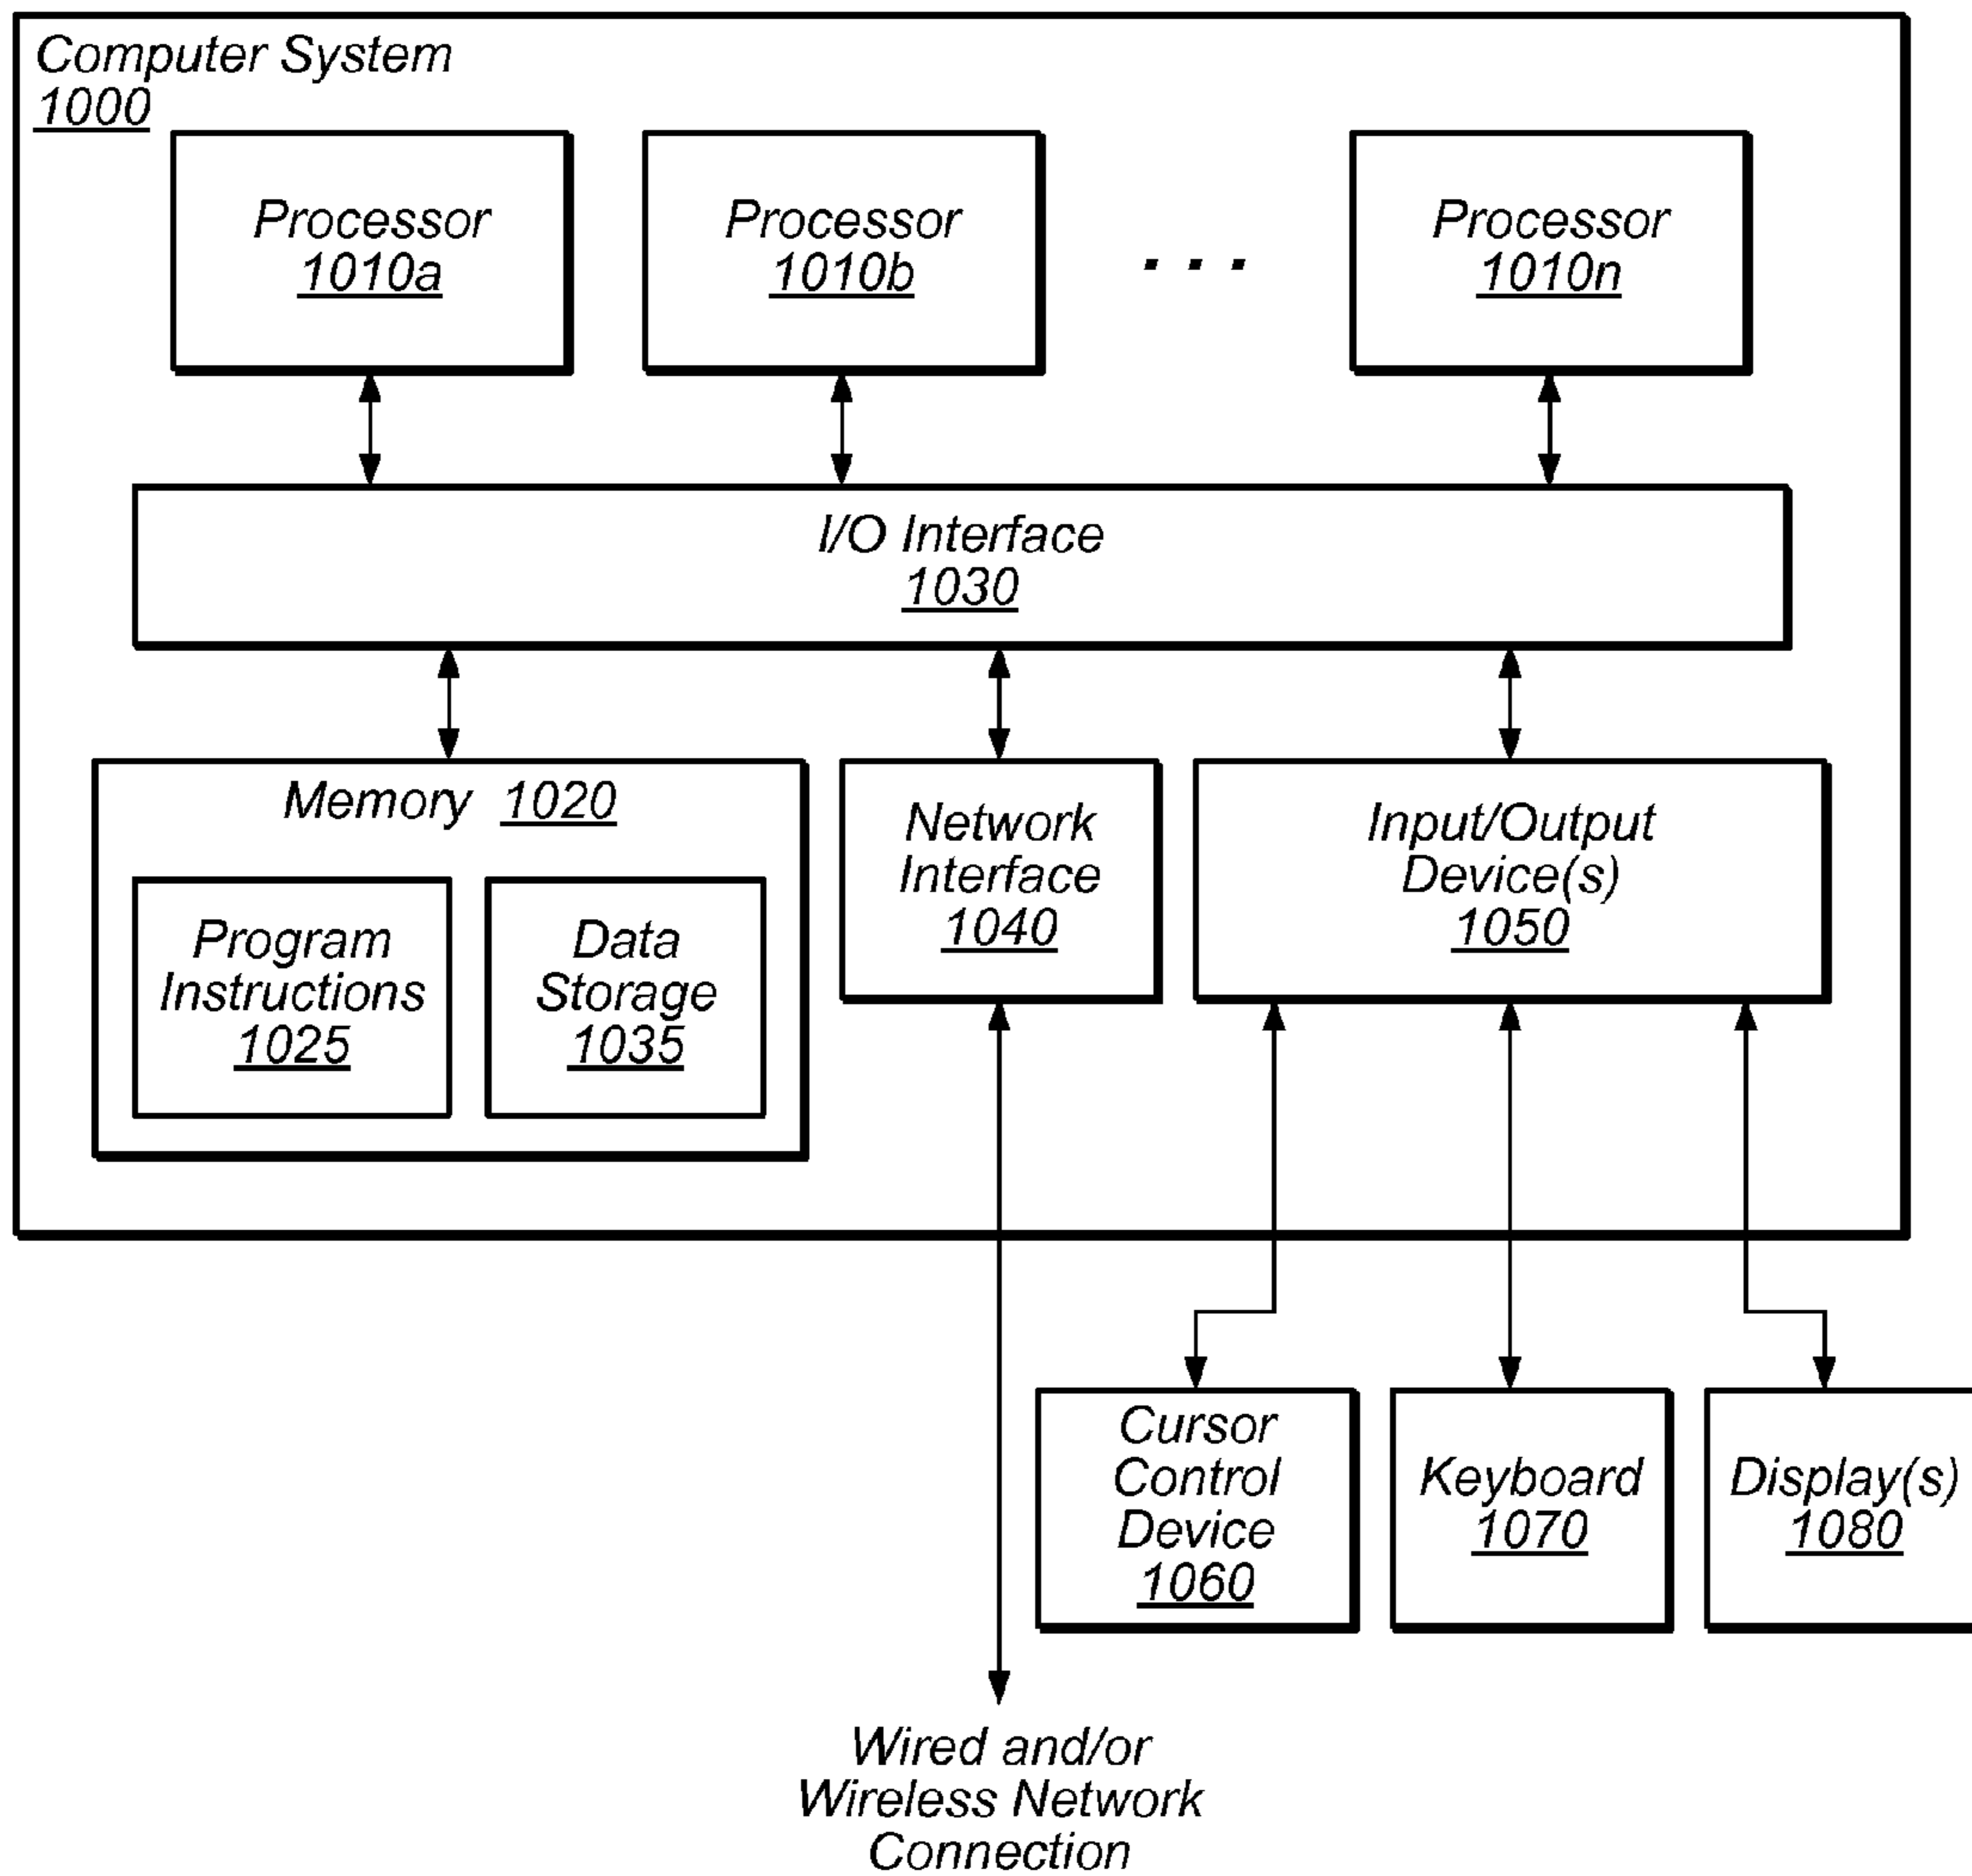 Computer System
1000
Processor
1010a
Processor
1010b
. . .
Processor
1010n
I/O Interface
1030
Memory 1020
Program
Instructions
1025
Data
Storage
1035
Network
Interface
1040
Input/Output
Device(s)
1050
Cursor
Control
Device
1060
Keyboard
1070
Display(s)
1080
Wired and/or
Wireless Network
Connection